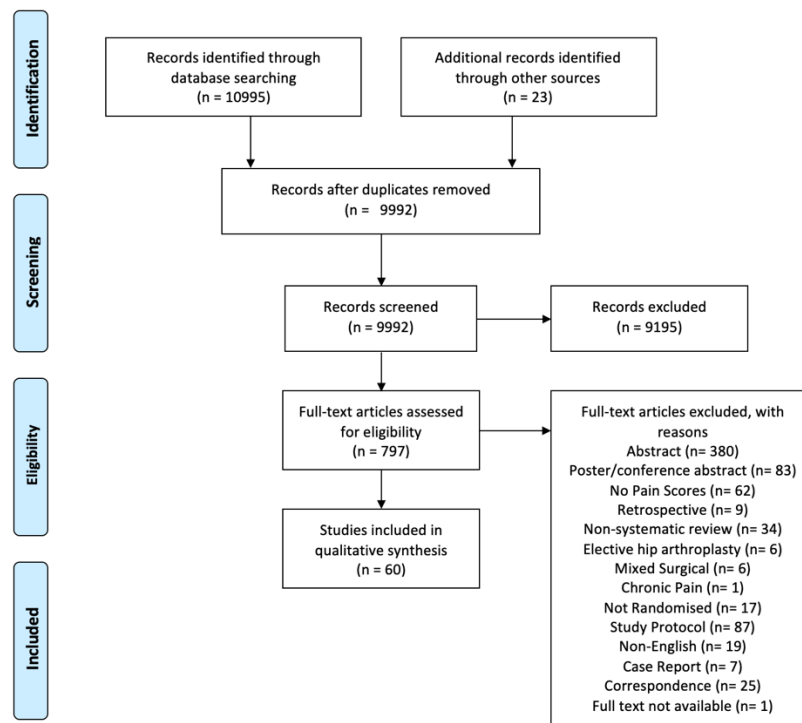 Identification
Records identified through
database searching
(n = 10995)
Additional records identified
through other sources
(n = 23)
Records after duplicates removed
(n = 9992)
Screening
Records screened
(n = 9992)
Records excluded
(n = 9195)
Eligibility
Full-text articles assessed
for eligibility
(n = 797)
Full-text articles excluded, with
reasons
Abstract (n= 380)
Poster/conference abstract (n= 83)
No Pain Scores (n= 62)
Retrospective (n= 9)
Non-systematic review (n= 34)
Elective hip arthroplasty (n= 6)
Mixed Surgical (n= 6)
Chronic Pain (n= 1)
Not Randomised (n= 17)
Study Protocol (n= 87)
Non-English (n= 19)
Case Report (n= 7)
Correspondence (n= 25)
Full text not available (n= 1)
Included
Studies included in
qualitative synthesis
(n = 60)